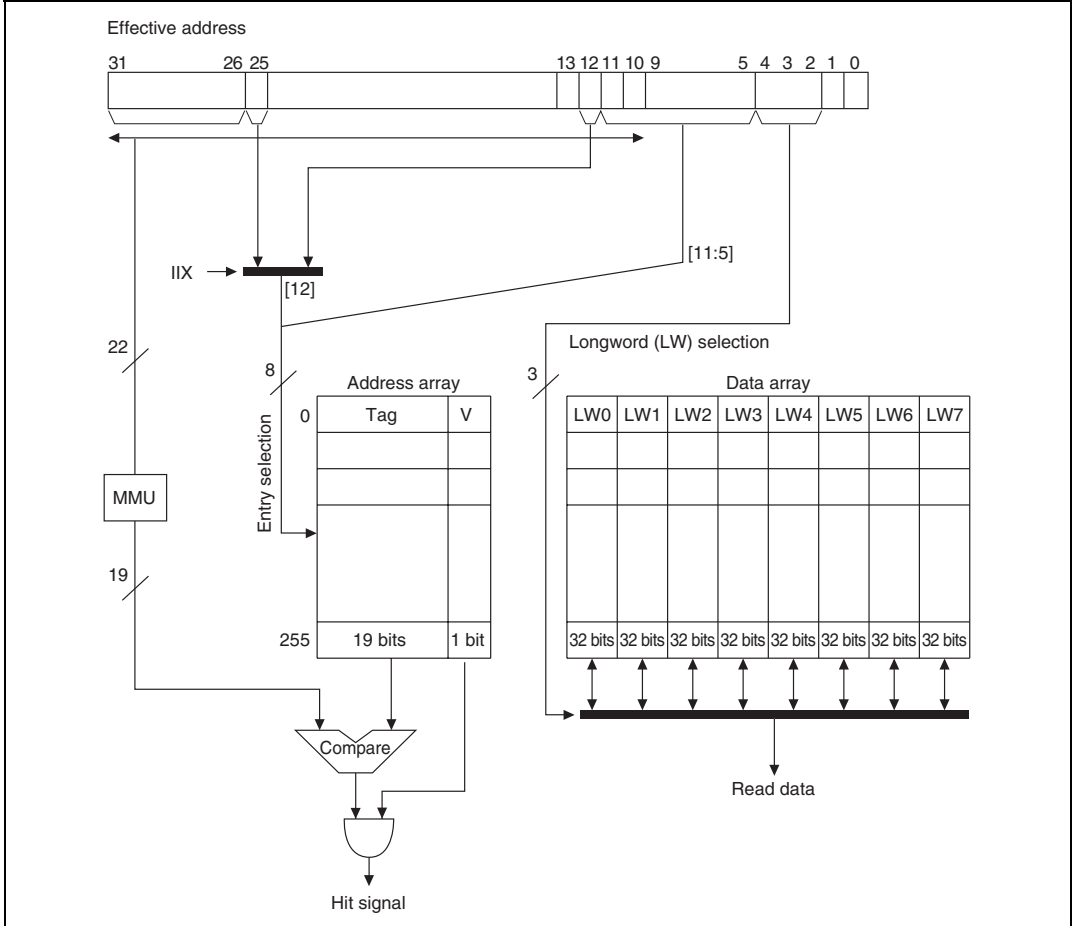 Effective address
31 26 25 13 12 11 10 9 5 4 3 2 1 0
IIX
[12]
[11:5]
22
8
3
Longword (LW) selection
Entry selection
Address array
Data array
0 Tag V
LW0 LW1 LW2 LW3 LW4 LW5 LW6 LW7
MMU
19
255 19 bits 1 bit
32 bits 32 bits 32 bits 32 bits 32 bits 32 bits 32 bits 32 bits
Compare
Read data
Hit signal